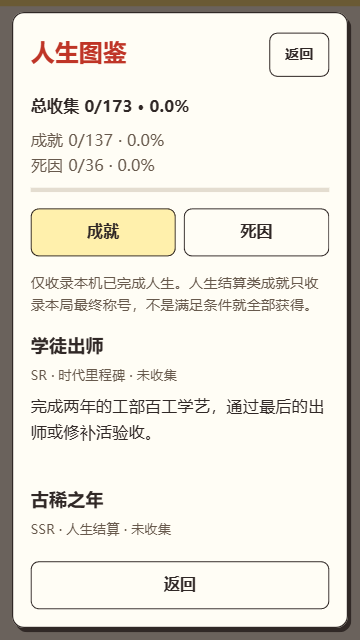 人生图鉴
返回
总收集 0/173 • 0.0%
成就 0/137 · 0.0%
死因 0/36 · 0.0%
成就
死因
仅收录本机已完成人生。人生结算类成就只收
录本局最终称号，不是满足条件就全部获得。
学徒出师
SR · 时代里程碑 · 未收集
完成两年的工部百工学艺，通过最后的出
师或修补活验收。
古稀之年
SSR · 人生结算 · 未收集
返回